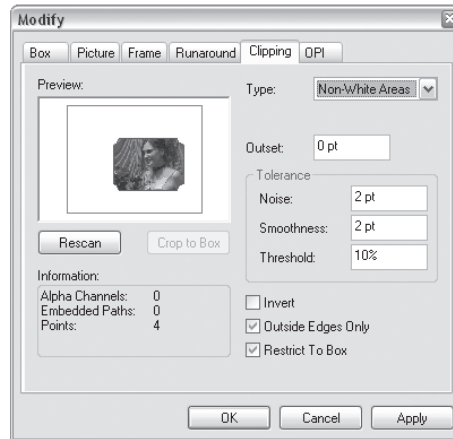 Modify
Box Picture Frame Runaround Clipping OPI
Preview:
Type: Non-White Areas
Outset: 0 pt
Tolerance
Noise: 2 pt
Smoothness: 2 pt
Threshold: 10%
Rescan Crop to Box
Information:
Alpha Channels: 0
Embedded Paths: 0
Points: 4
Invert
Outside Edges Only
Restrict To Box
OK Cancel Apply